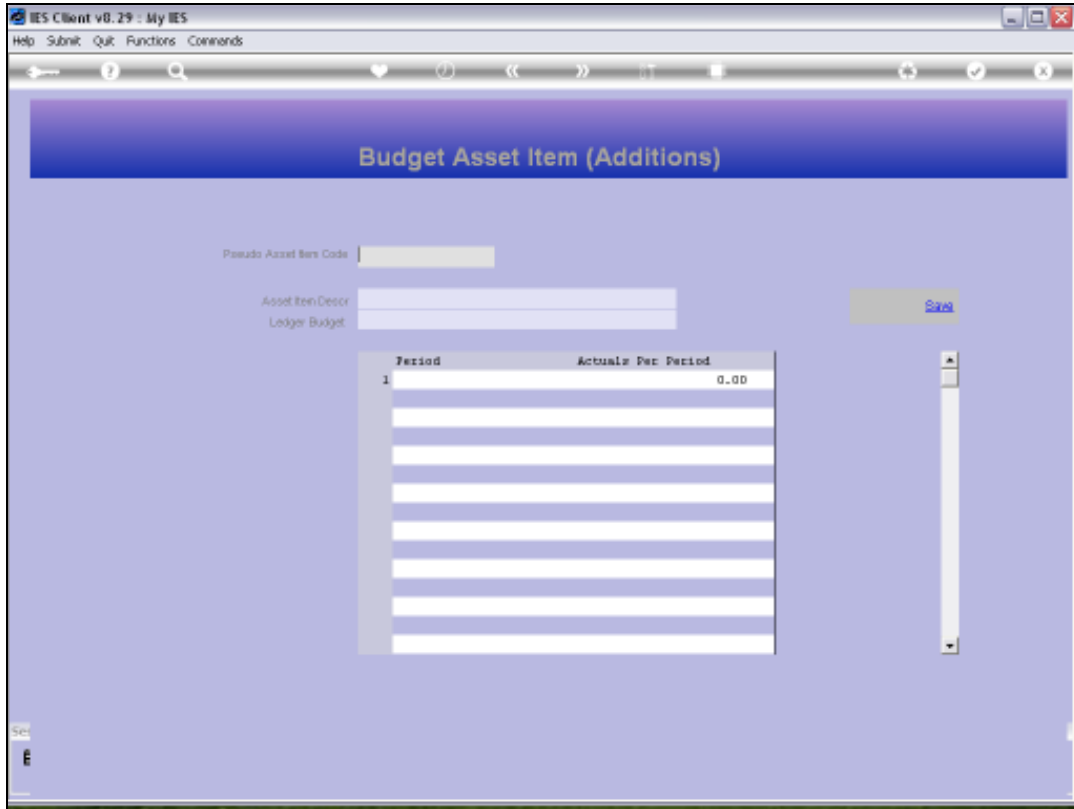 IES Client v8.29 : My IES
Help Submit Quit Functions Commands
Budget Asset Item (Additions)
Pseudo Asset Item Code
Asset Item Descr
Save
Ledger Budget
Period Actuals Per Period
1 0.00
Ses